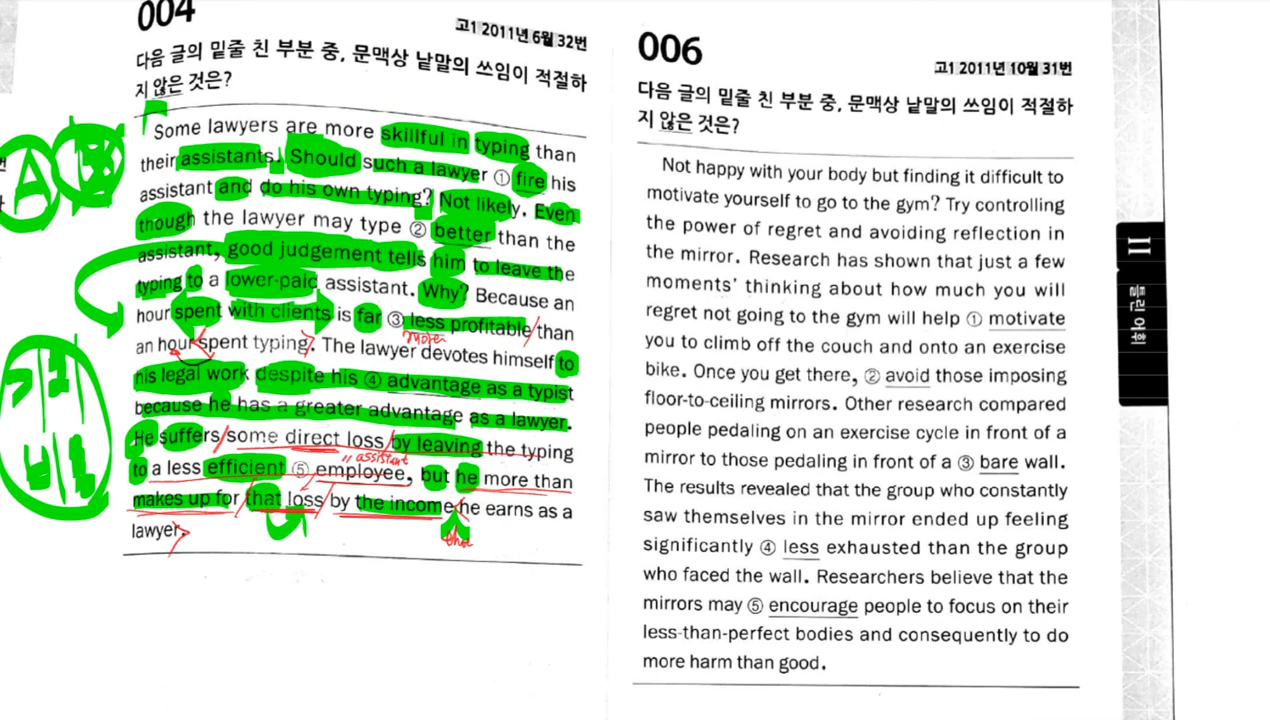 004
고1 2011년 6월 32번
다음 글의 밑줄 친 부분 중, 문맥상 낱말의 쓰임이 적절하
지 않은 것은?
Some lawyers are more skillful in typing than
their assistants. Should such a lawyer ① fire his
assistant and do his own typing? Not likely. Even
though the lawyer may type ② better than the
assistant, good judgement tells him to leave the
typing to a lower-paid assistant. Why? Because an
hour spent with clients is far ③ less profitable than
more
an hour spent typing. The lawyer devotes himself to
his legal work despite his ④ advantage as a typist
because he has a greater advantage as a lawyer.
He suffers some direct loss by leaving the typing
" assistant
to a less efficient ⑤ employee, but he more than
makes up for that loss by the income he earns as a
lawyer.
A
006
고1 2011년 10월 31번
다음 글의 밑줄 친 부분 중, 문맥상 낱말의 쓰임이 적절하
지 않은 것은?
Not happy with your body but finding it difficult to
motivate yourself to go to the gym? Try controlling
the power of regret and avoiding reflection in
the mirror. Research has shown that just a few
moments' thinking about how much you will
regret not going to the gym will help ① motivate
you to climb off the couch and onto an exercise
bike. Once you get there, ② avoid those imposing
floor-to-ceiling mirrors. Other research compared
people pedaling on an exercise cycle in front of a
mirror to those pedaling in front of a ③ bare wall.
The results revealed that the group who constantly
saw themselves in the mirror ended up feeling
significantly ④ less exhausted than the group
who faced the wall. Researchers believe that the
mirrors may ⑤ encourage people to focus on their
less-than-perfect bodies and consequently to do
more harm than good.
II
틀린 어휘